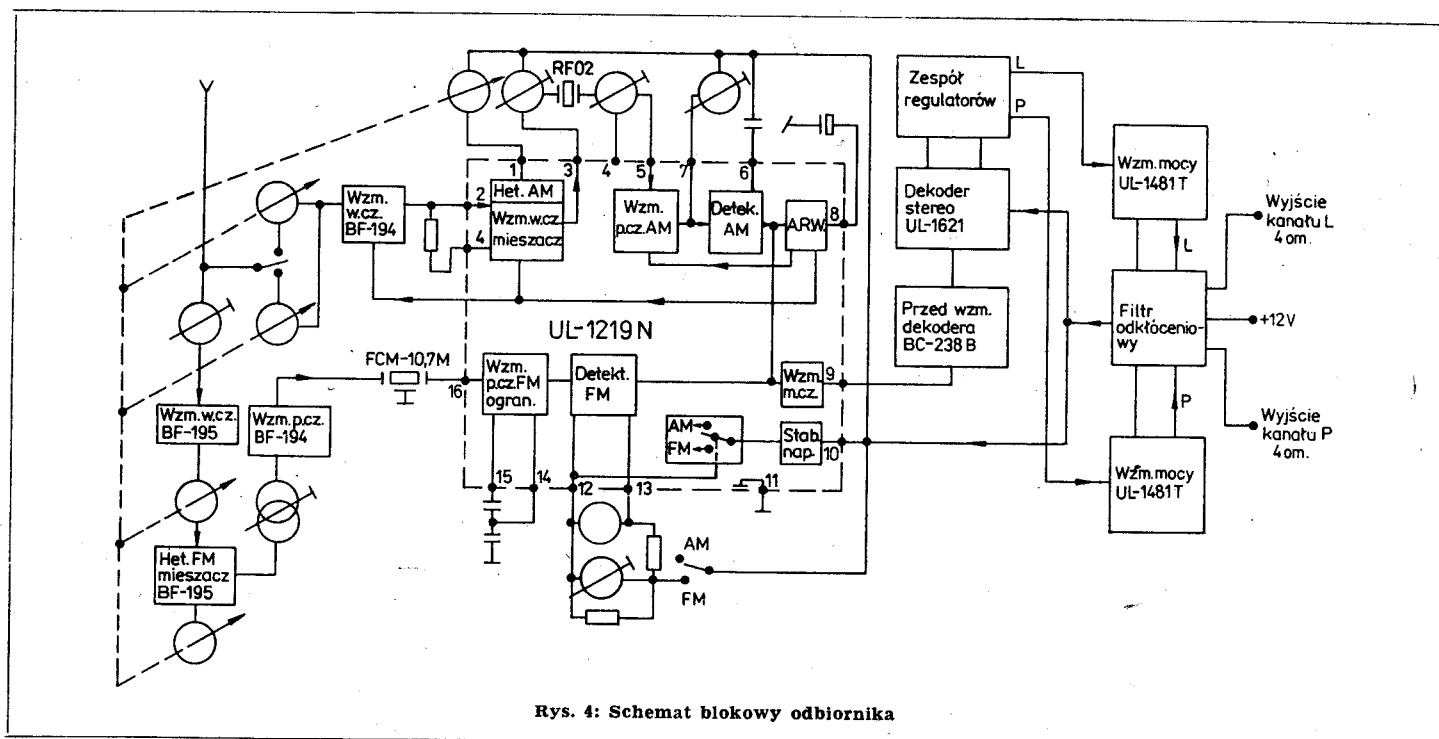 RF02
Zespół
regulatorów
L
P
Wzm. mocy
UL-1481 T
L
Wyjście
kanału L
4 om.
Filtr
odkłócenio-
wy
+12V
Wyjście
kanału P
4 om.
P
Wzm. mocy
UL-1481 T
Dekoder
stereo
UL-1621
Przed wzm.
dekodera
BC-238 B
1
3
4
5
7
6
2
4
8
Wzm.
w.cz.
BF-194
Het. AM
Wzm.w.cz.
mieszacz
Wzm.
p.cz. AM
Detek.
AM
ARW.
UL-1219 N
FCM-10,7M
16
Wzm.
p.cz.FM
ogran.
Detekt.
FM
Wzm.
m.cz.
9
AM
FM
Stab.
nap.
10
15
14
12
13
11
Wzm.w.cz.
BF-195
Wzm.p.cz.
BF-194
Het. FM
mieszacz
BF-195
AM
FM
Rys. 4: Schemat blokowy odbiornika